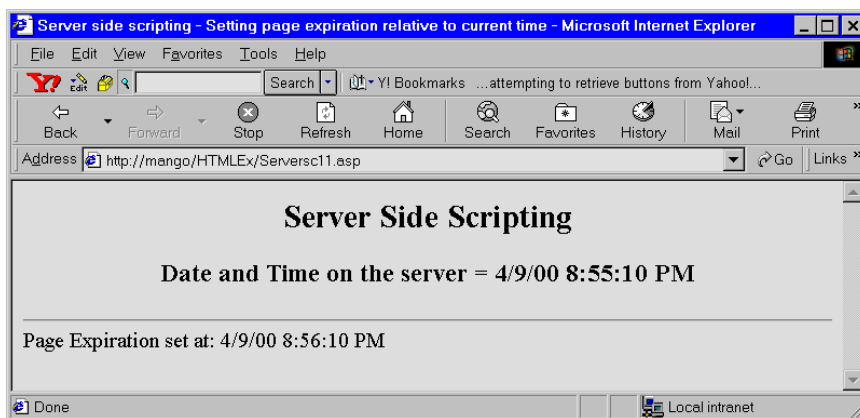 Server side scripting - Setting page expiration relative to current time - Microsoft Internet Explorer
File Edit View Favorites Tools Help
Y! Edit Search Y! Bookmarks ...attempting to retrieve buttons from Yahoo!...
Back Forward Stop Refresh Home Search Favorites History Mail Print »
Address http://mango/HTMLEx/Serversc11.asp Go Links »
Server Side Scripting
Date and Time on the server = 4/9/00 8:55:10 PM
Page Expiration set at: 4/9/00 8:56:10 PM
Done Local intranet